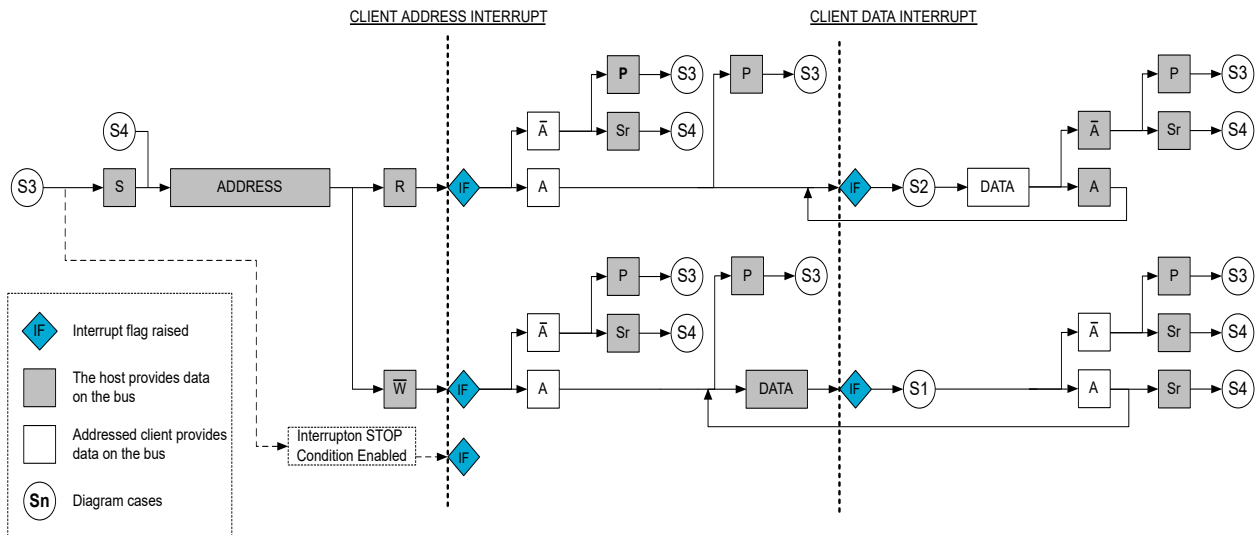 CLIENT ADDRESS INTERRUPT
CLIENT DATA INTERRUPT
P
S3
P
S3
P
S3
S4
A̅
Sr
S4
A̅
Sr
S4
S3
S
ADDRESS
R
IF
A
IF
S2
DATA
A
P
S3
P
S3
P
S3
A̅
Sr
S4
A̅
Sr
S4
W̅
IF
A
DATA
IF
S1
A
Sr
S4
Interrupton STOP
Condition Enabled
IF
IF
Interrupt flag raised
The host provides data
on the bus
Addressed client provides
data on the bus
Sn
Diagram cases